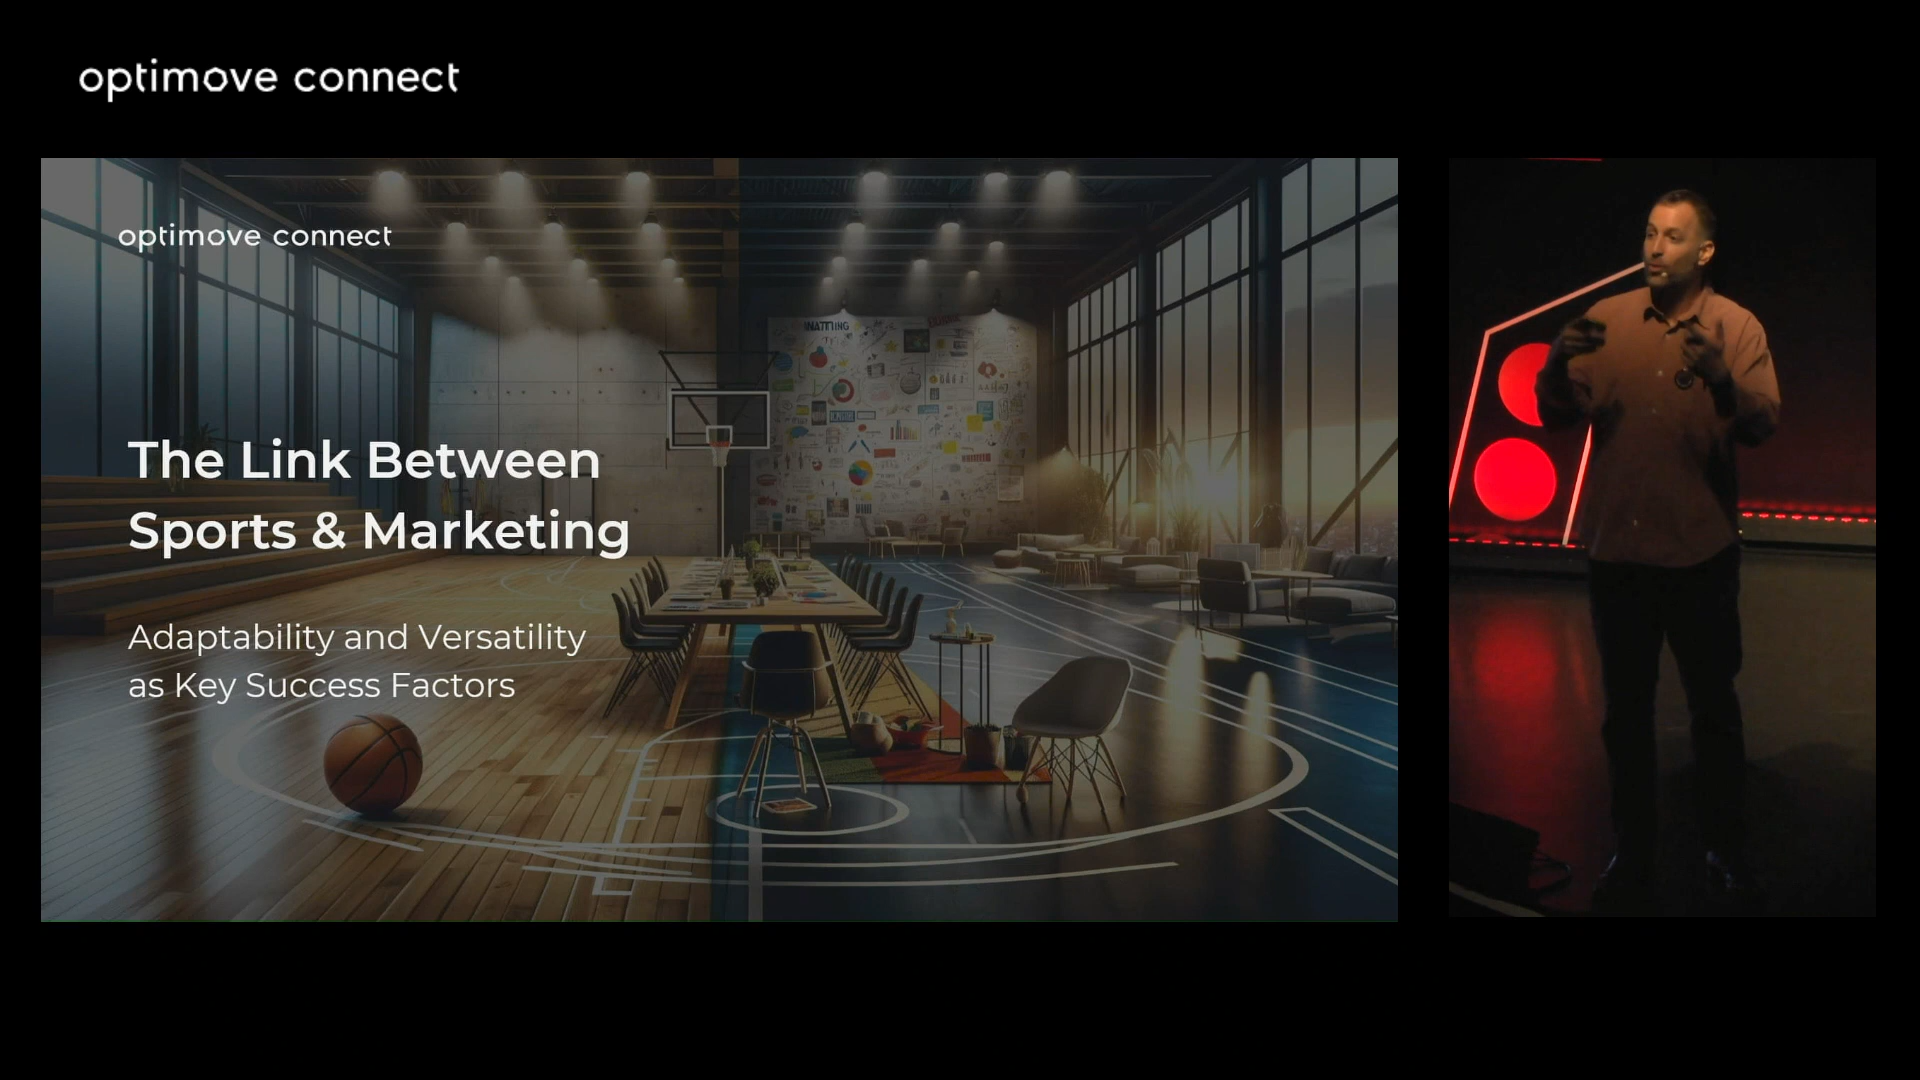 optimove connect
optimove connect
The Link Between
Sports & Marketing
Adaptability and Versatility
as Key Success Factors